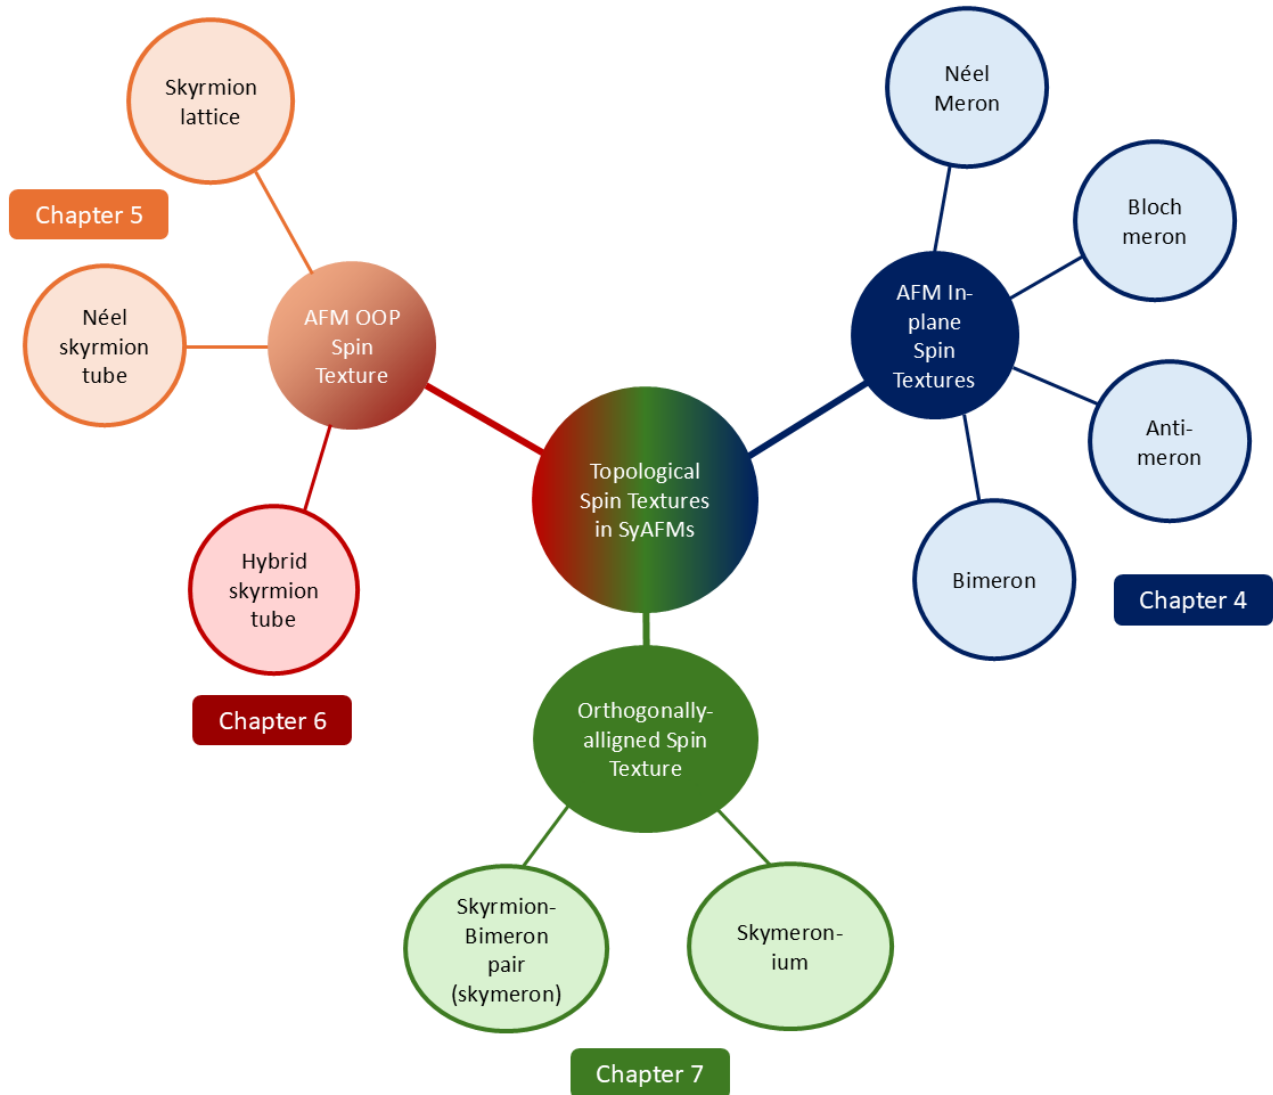 Skyrmion
lattice
Chapter 5
Néel
skyrmion
tube
AFM OOP
Spin
Texture
Hybrid
skyrmion
tube
Chapter 6
Topological
Spin Textures
in SyAFMs
Néel
Meron
Bloch
meron
AFM In-
plane
Spin
Textures
Anti-
meron
Bimeron
Chapter 4
Orthogonally-
alligned Spin
Texture
Skyrmion-
Bimeron
pair
(skymeron)
Skymeron-
ium
Chapter 7